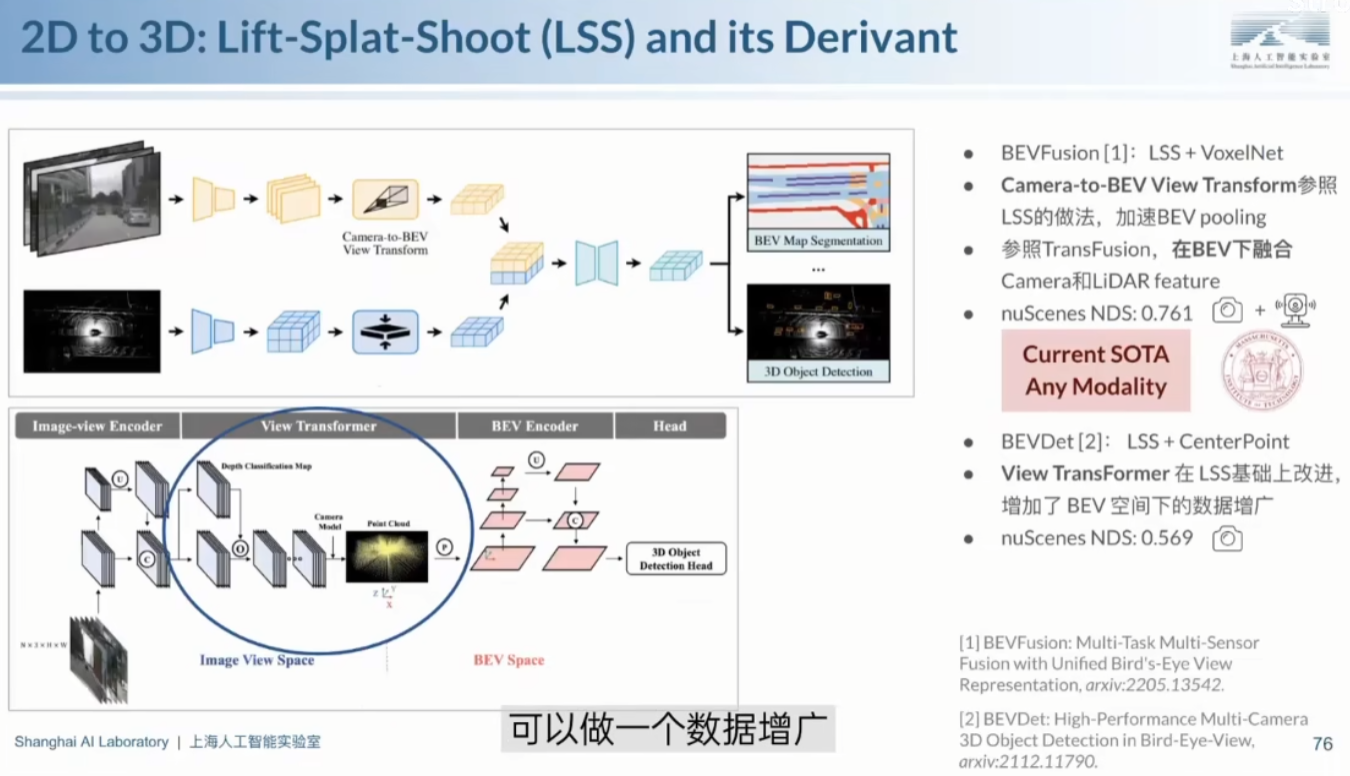 2D to 3D: Lift-Splat-Shoot (LSS) and its Derivant
上海人工智能实验室
Shanghai Artificial Intelligence Laboratory
Camera-to-BEV
View Transform
BEV Map Segmentation
...
3D Object Detection
Image-view Encoder
View Transformer
BEV Encoder
Head
Depth Classification Map
U
U
Camera
Model
Point Cloud
C
O
P
C
Z Y
X
3D Object
Detection Head
N×3×H×W
Image View Space
BEV Space
● BEVFusion [1]: LSS + VoxelNet
● Camera-to-BEV View Transform参照
LSS的做法，加速BEV pooling
● 参照TransFusion，在BEV下融合
Camera和LiDAR feature
● nuScenes NDS: 0.761
+
Current SOTA
Any Modality
● BEVDet [2]: LSS + CenterPoint
● View TransFormer 在 LSS基础上改进，
增加了 BEV 空间下的数据增广
● nuScenes NDS: 0.569
[1] BEVFusion: Multi-Task Multi-Sensor
Fusion with Unified Bird's-Eye View
Representation, arxiv:2205.13542.
[2] BEVDet: High-Performance Multi-Camera
3D Object Detection in Bird-Eye-View,
arxiv:2112.11790.
可以做一个数据增广
Shanghai AI Laboratory | 上海人工智能实验室
76